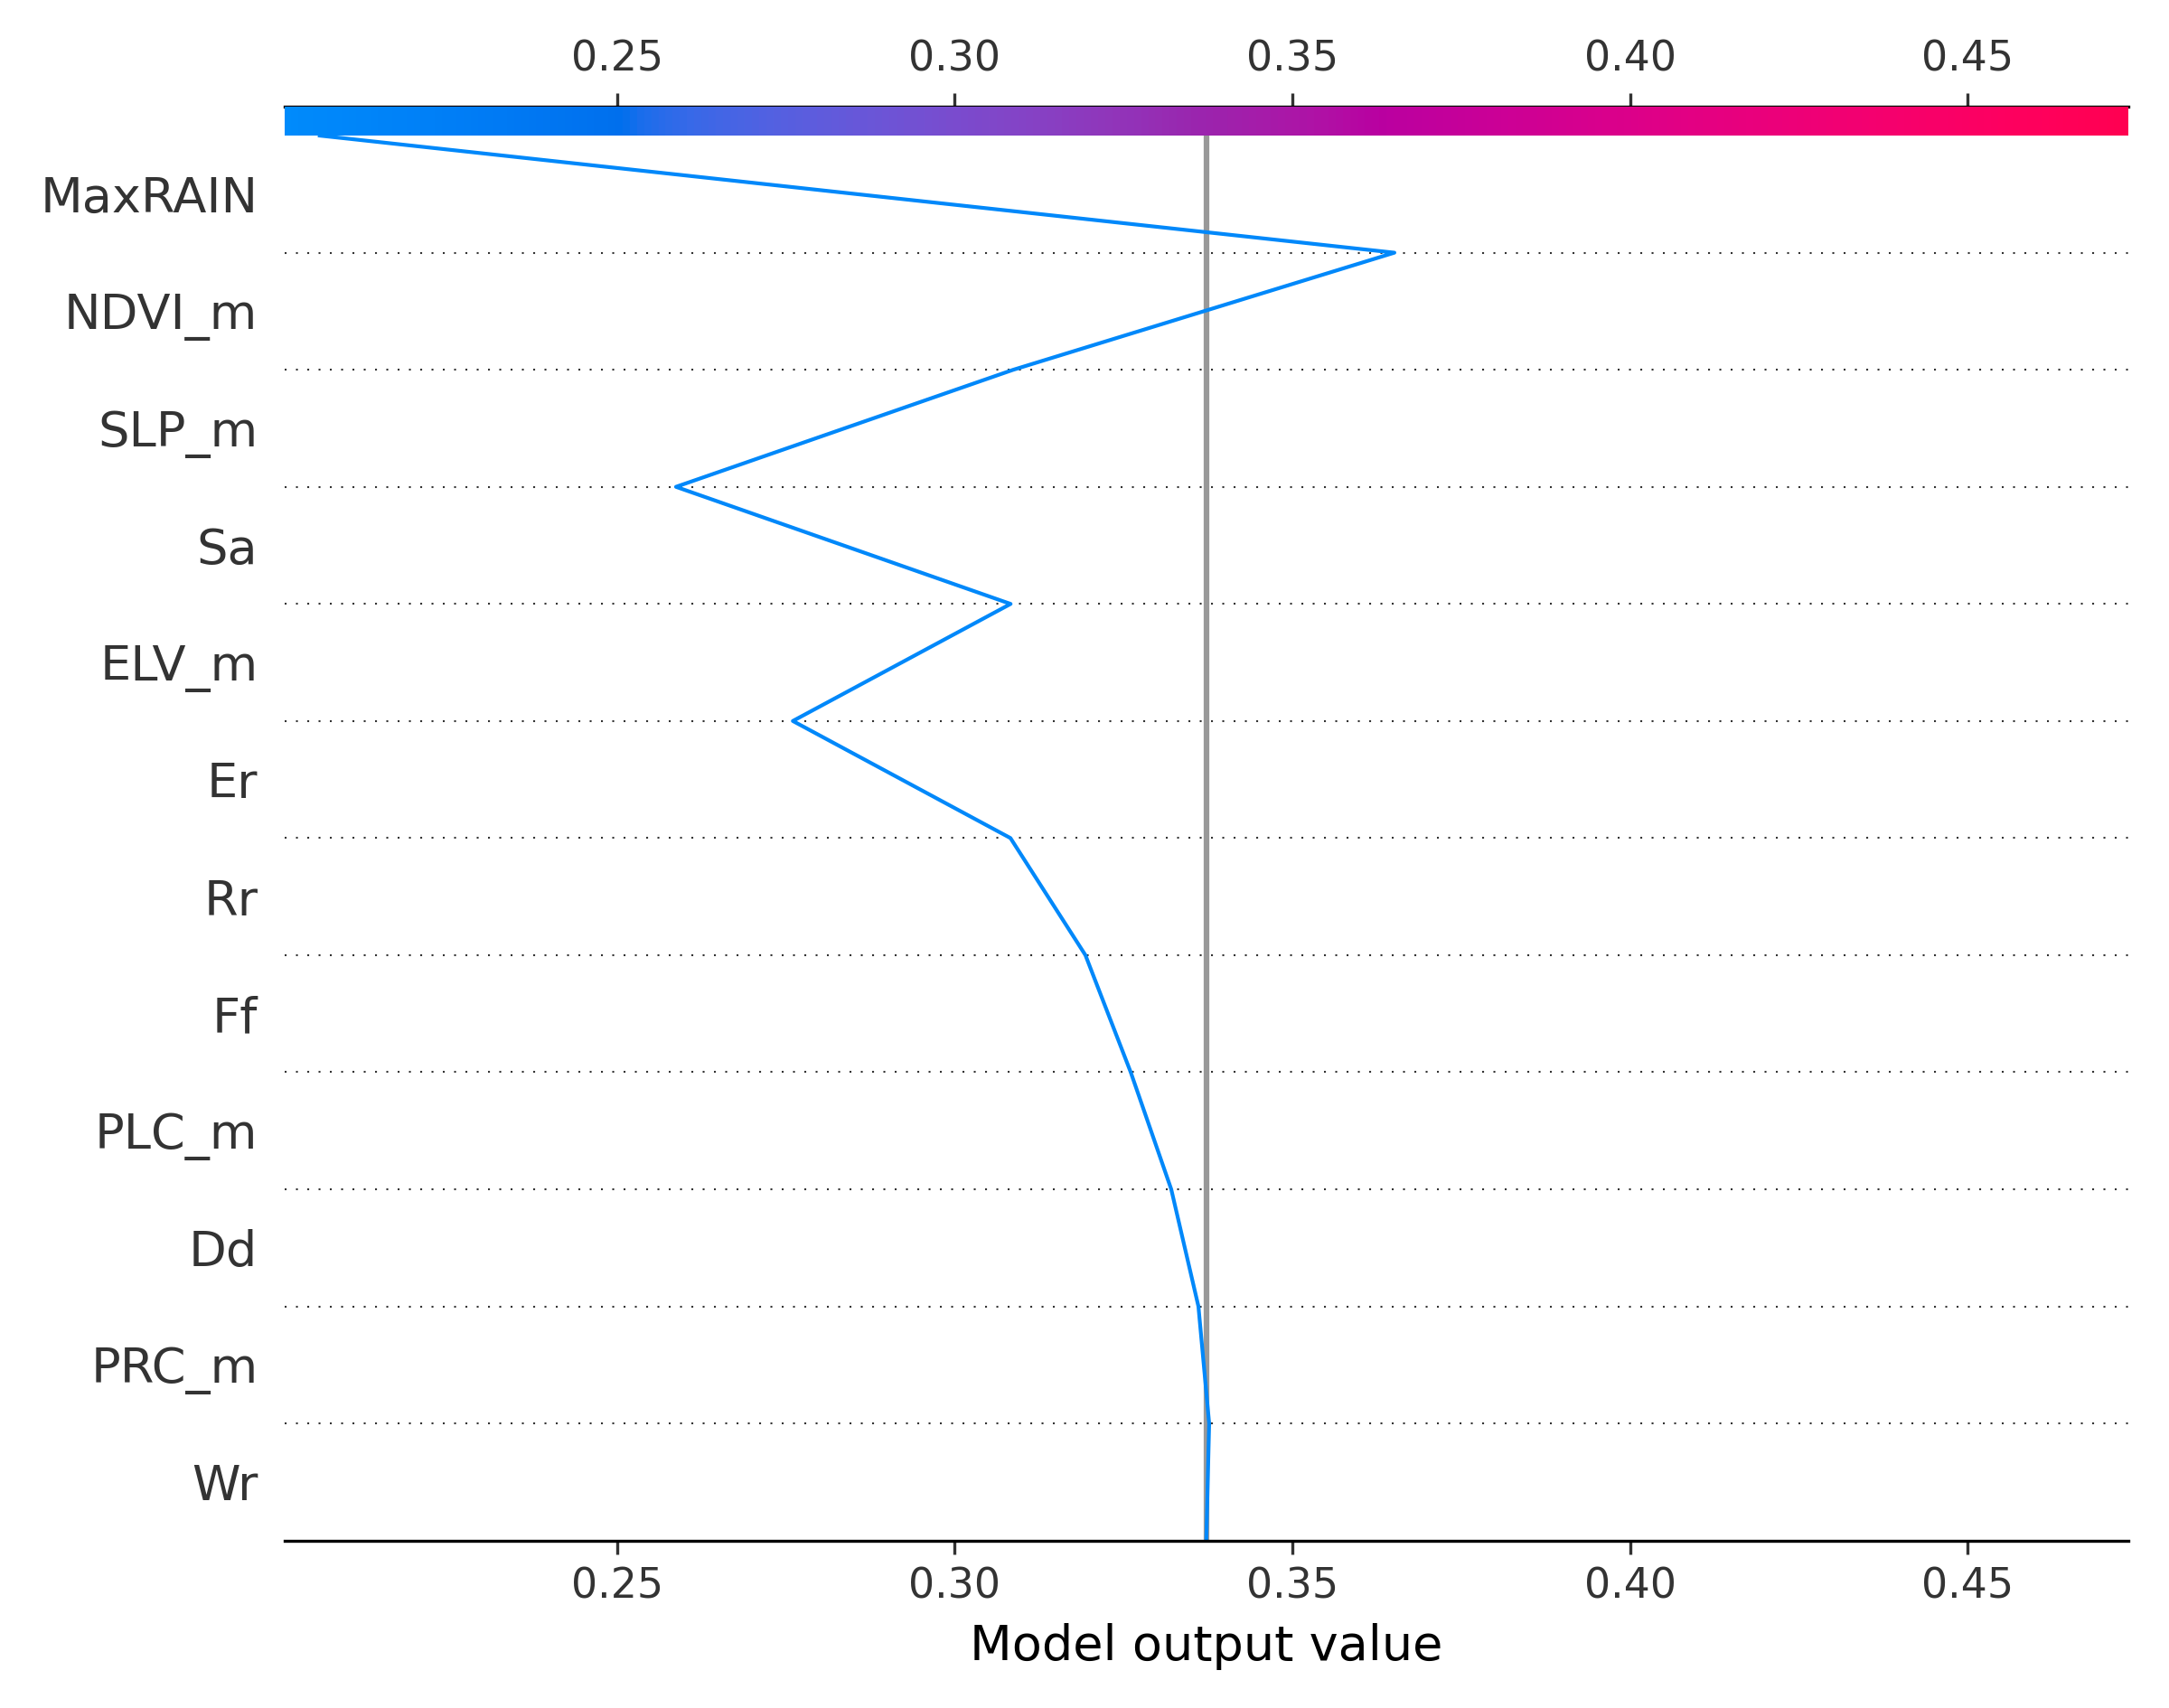 0.25 0.30 0.35 0.40 0.45
MaxRAIN
NDVI_m
SLP_m
Sa
ELV_m
Er
Rr
Ff
PLC_m
Dd
PRC_m
Wr
0.25 0.30 0.35 0.40 0.45
Model output value